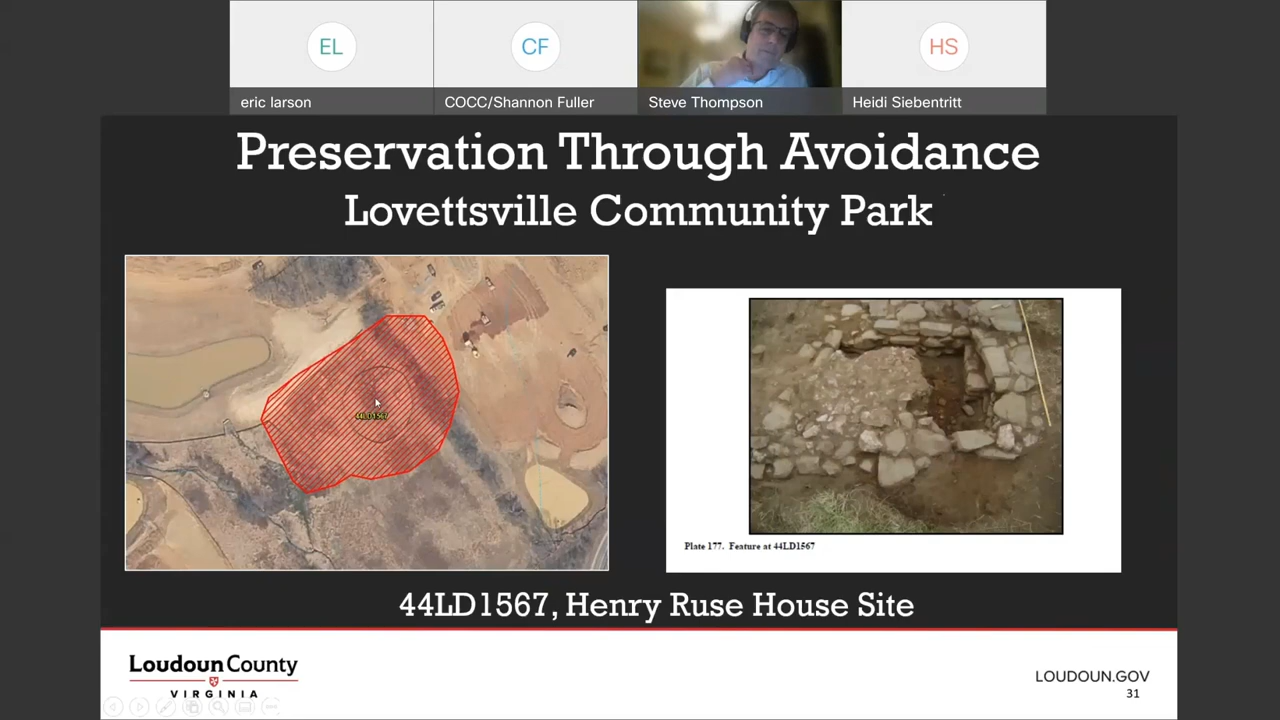 EL
CF
HS
eric larson
COCC/Shannon Fuller
Steve Thompson
Heidi Siebentritt
Preservation Through Avoidance
Lovettsville Community Park
44LD1567
Plate 177. Feature at 44LD1567
44LD1567, Henry Ruse House Site
Loudoun County
VIRGINIA
LOUDOUN.GOV
31